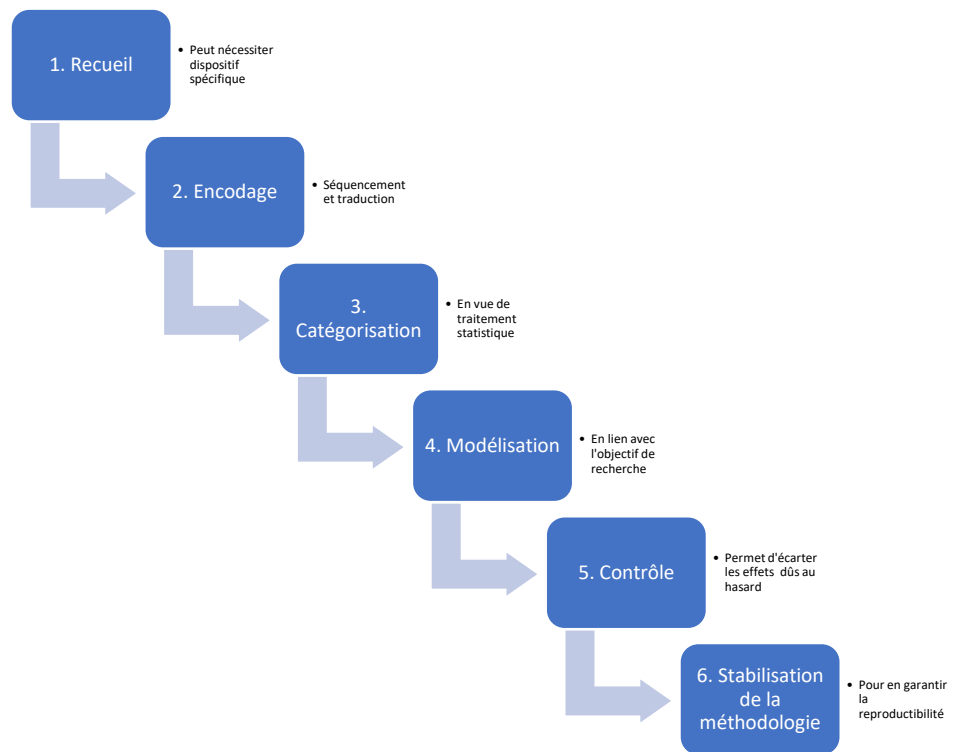 1. Recueil
• Peut nécessiter
dispositif
spécifique
2. Encodage
• Séquencement
et traduction
3.
Catégorisation
• En vue de
traitement
statistique
4. Modélisation
• En lien avec
l'objectif de
recherche
5. Contrôle
• Permet d'écarter
les effets dûs au
hasard
6. Stabilisation
de la
méthodologie
• Pour en garantir
la
reproductibilité